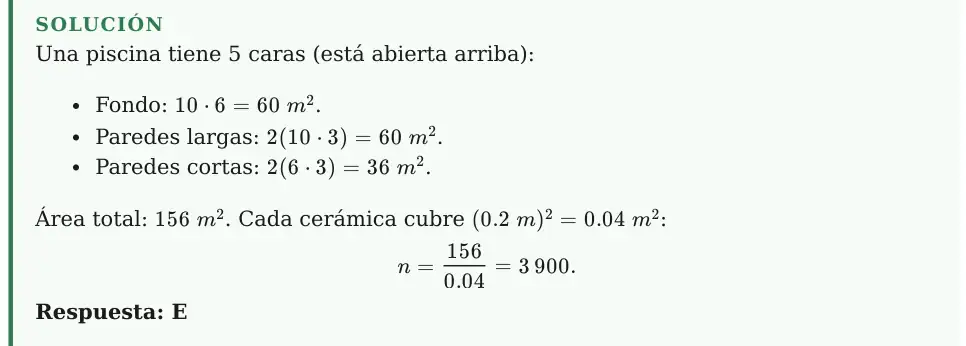 SOLUCIÓN
Una piscina tiene 5 caras (está abierta arriba):
• Fondo: 10 · 6 = 60 m².
• Paredes largas: 2(10 · 3) = 60 m².
• Paredes cortas: 2(6 · 3) = 36 m².
Área total: 156 m². Cada cerámica cubre (0.2 m)² = 0.04 m²:
n = 156/0.04 = 3 900.
Respuesta: E